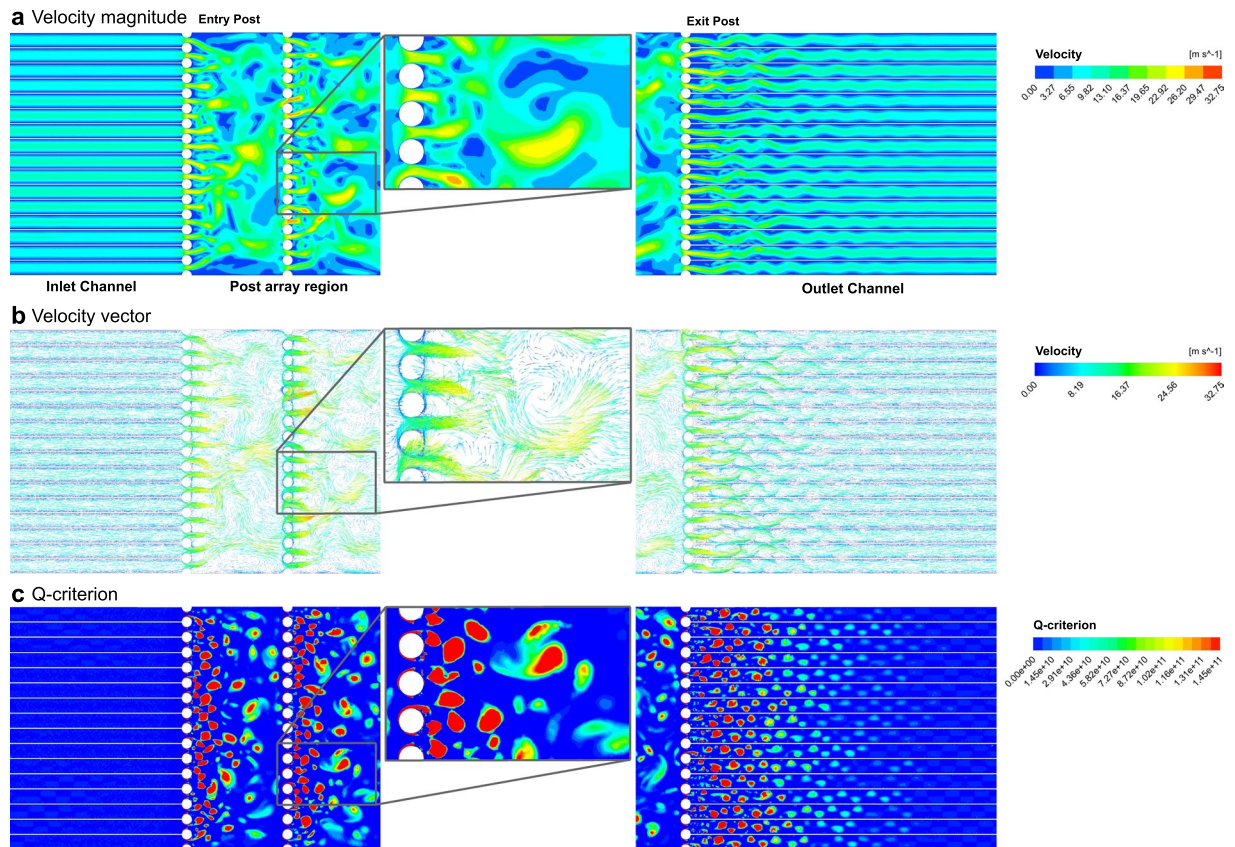 a Velocity magnitude
Entry Post
Exit Post
Velocity [m s^-1]
0.00 3.27 6.55 9.82 13.10 16.37 19.65 22.92 26.20 29.47 32.75
Inlet Channel
Post array region
Outlet Channel
b Velocity vector
Velocity [m s^-1]
0.00 8.19 16.37 24.56 32.75
c Q-criterion
Q-criterion
0.00e+00 1.45e+10 2.91e+10 4.36e+10 5.82e+10 7.27e+10 8.72e+10 1.02e+11 1.16e+11 1.31e+11 1.45e+11